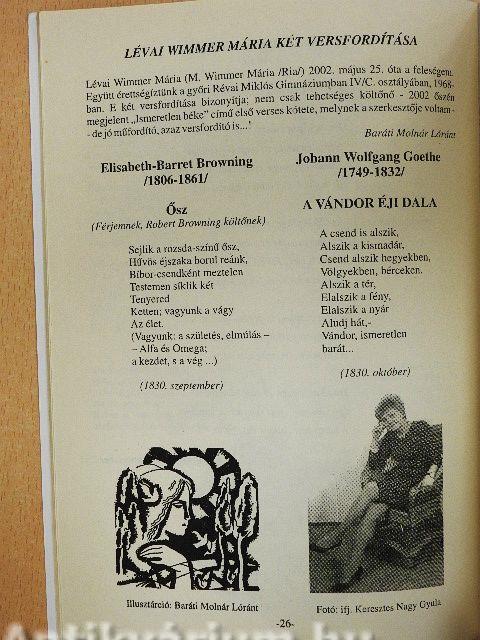 LÉVAI WIMMER MÁRIA KÉT VERSFORDÍTÁSA
Lévai Wimmer Mária (M. Wimmer Mária /Ria/) 2002. május 25. óta a feleségem.
Együtt érettségiztünk a győri Révai Miklós Gimnáziumban IV/C. osztályában, 1968-
ban. E két versfordítása bizonyítja; nem csak tehetséges költőnő - 2002 őszén
megjelent „Ismeretlen béke” című első verses kötete, melynek a szerkesztője voltam-
- de jó műfordító, azaz versfordító is...!
Baráti Molnár Lóránt
Elisabeth-Barret Browning
/1806-1861/
Ősz
(Férjemnek, Robert Browning költőnek)
Sejlik a rozsda-színű ősz,
Hűvös éjszaka borul reánk,
Bíbor-csendként meztelen
Testemen siklik két
Tenyered
Ketten; vagyunk a vágy
Az élet.
(Vagyunk: a születés, elmúlás –
– Alfa és Omega;
a kezdet, s a vég ...)
(1830. szeptember)
Johann Wolfgang Goethe
/1749-1832/
A VÁNDOR ÉJI DALA
A csend is alszik,
Alszik a kismadár,
Csend alszik hegyekben,
Völgyekben, bérceken.
Alszik a tér,
Elalszik a fény,
Elalszik a nyár
Aludj hát,-
Vándor, ismeretlen
barát...
(1830. október)
Illusztráció: Baráti Molnár Lóránt
Fotó: ifj. Keresztes Nagy Gyula
-26-
Antikvárium.hu